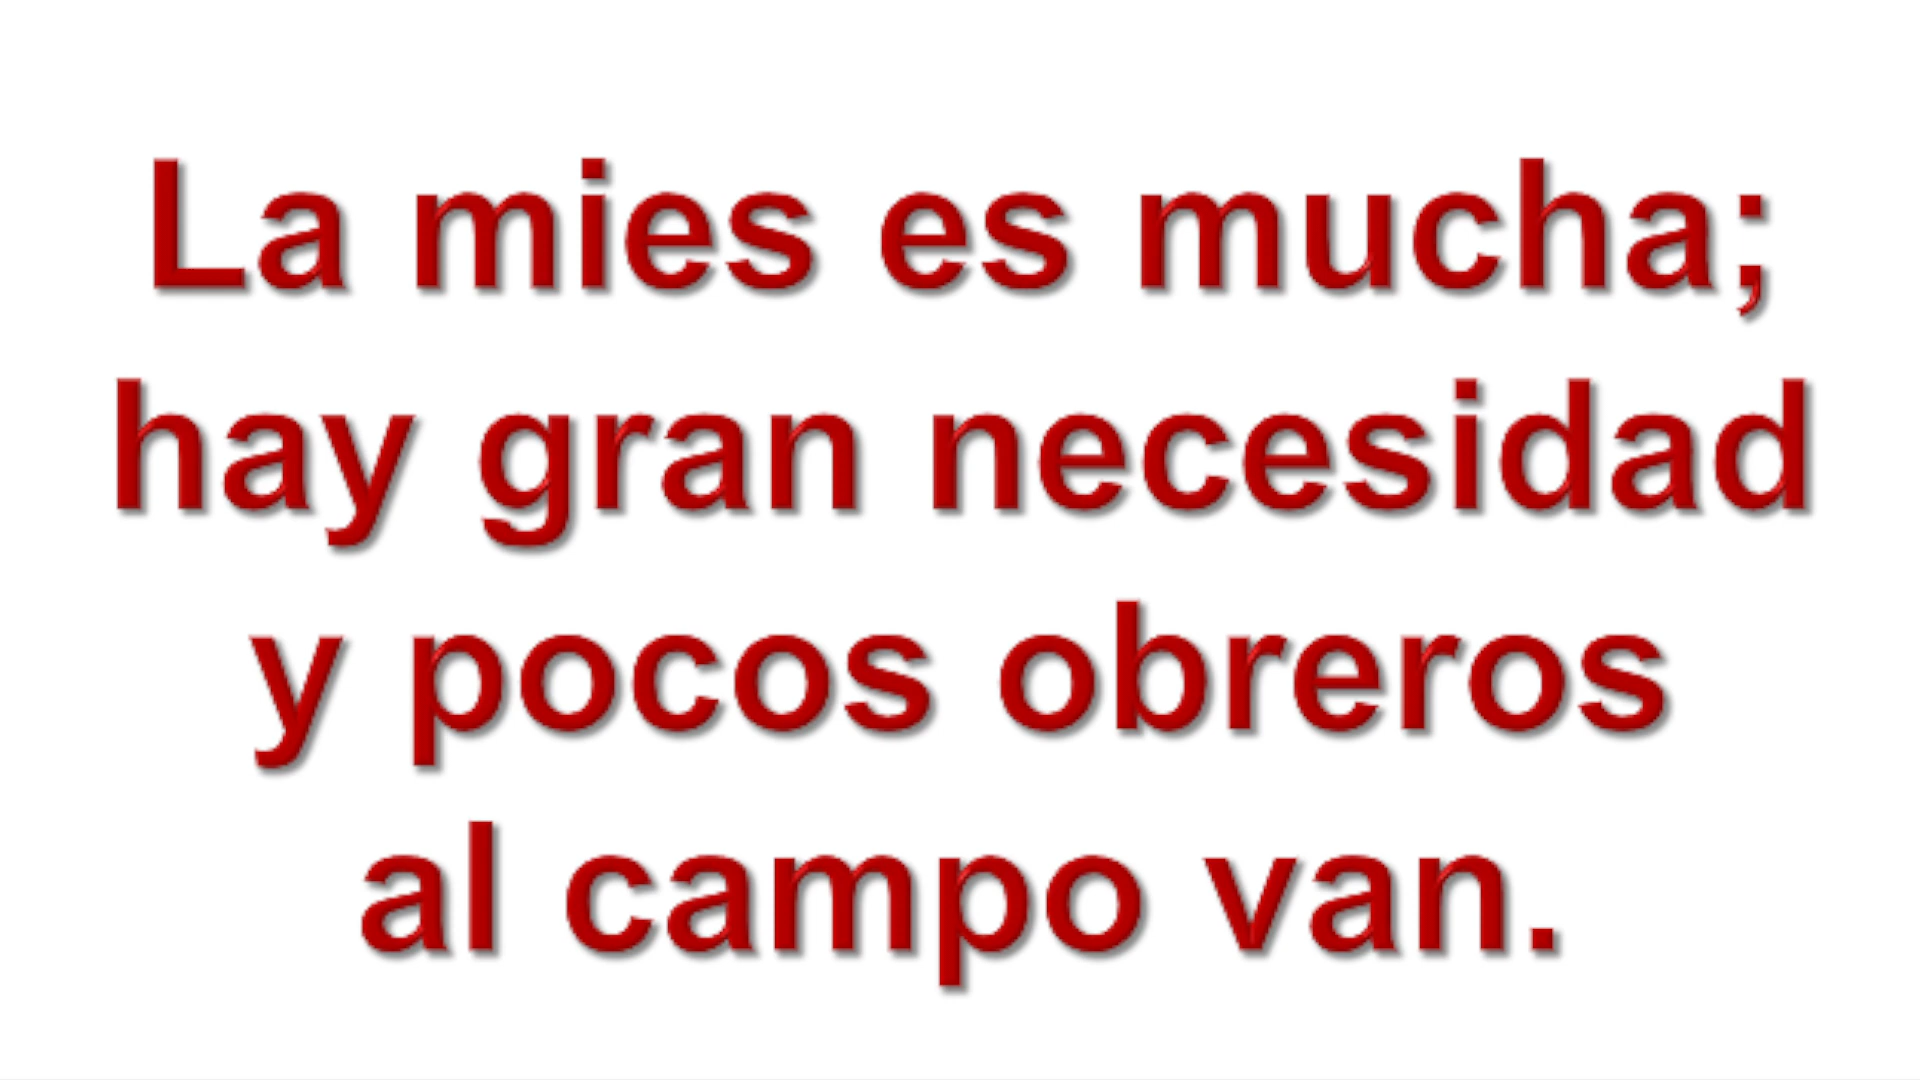 La mies es mucha;
hay gran necesidad
y pocos obreros
al campo van.